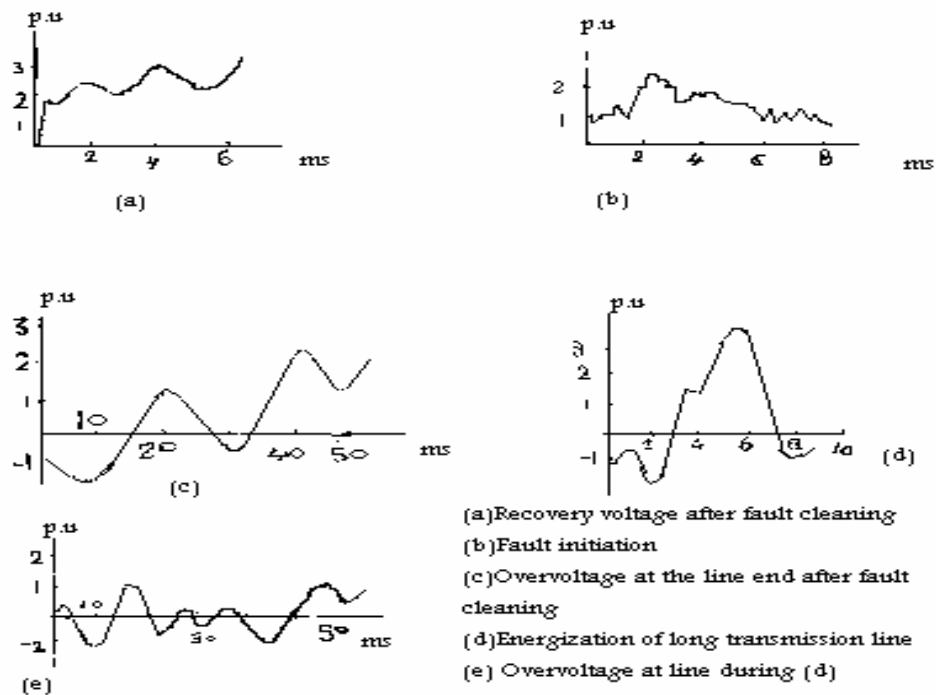 p.u
3
2
1
2 4 6 ms
(a)
p.u
2
1
2 4 6 8 ms
(b)
p.u
3
2
1
10
20 40 50 ms
-1
(c)
p.u
3
2
1
2 4 6 8 10
-1
(d)
p.u
2
1
10
30 50 ms
-2
(e)
(a)Recovery voltage after fault cleaning
(b)Fault initiation
(c)Overvoltage at the line end after fault
cleaning
(d)Energization of long transmission line
(e) Overvoltage at line during (d)